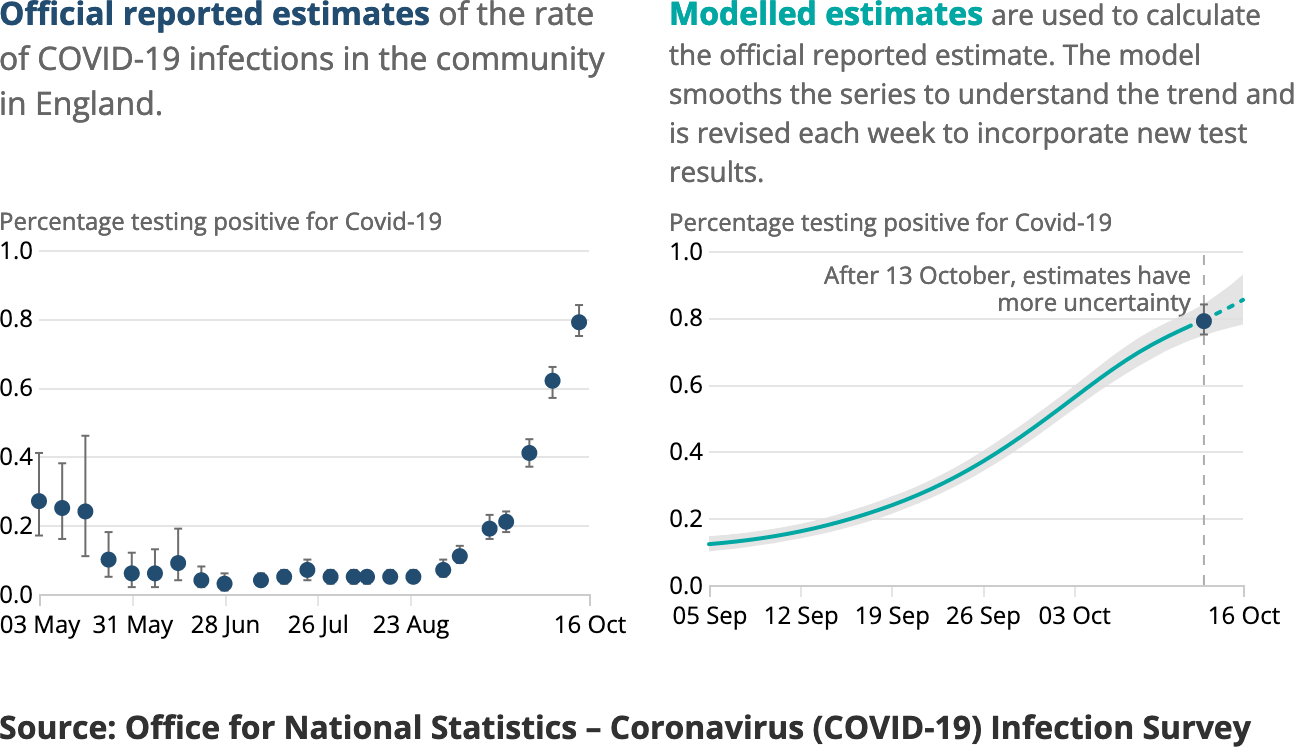 Official reported estimates of the rate
of COVID-19 infections in the community
in England.
Percentage testing positive for Covid-19
1.0
0.8
0.6
0.4
0.2
0.0
03 May 31 May 28 Jun 26 Jul 23 Aug 16 Oct
Modelled estimates are used to calculate
the official reported estimate. The model
smooths the series to understand the trend and
is revised each week to incorporate new test
results.
Percentage testing positive for Covid-19
1.0
After 13 October, estimates have
more uncertainty
0.8
0.6
0.4
0.2
0.0
05 Sep 12 Sep 19 Sep 26 Sep 03 Oct 16 Oct
Source: Office for National Statistics – Coronavirus (COVID-19) Infection Survey